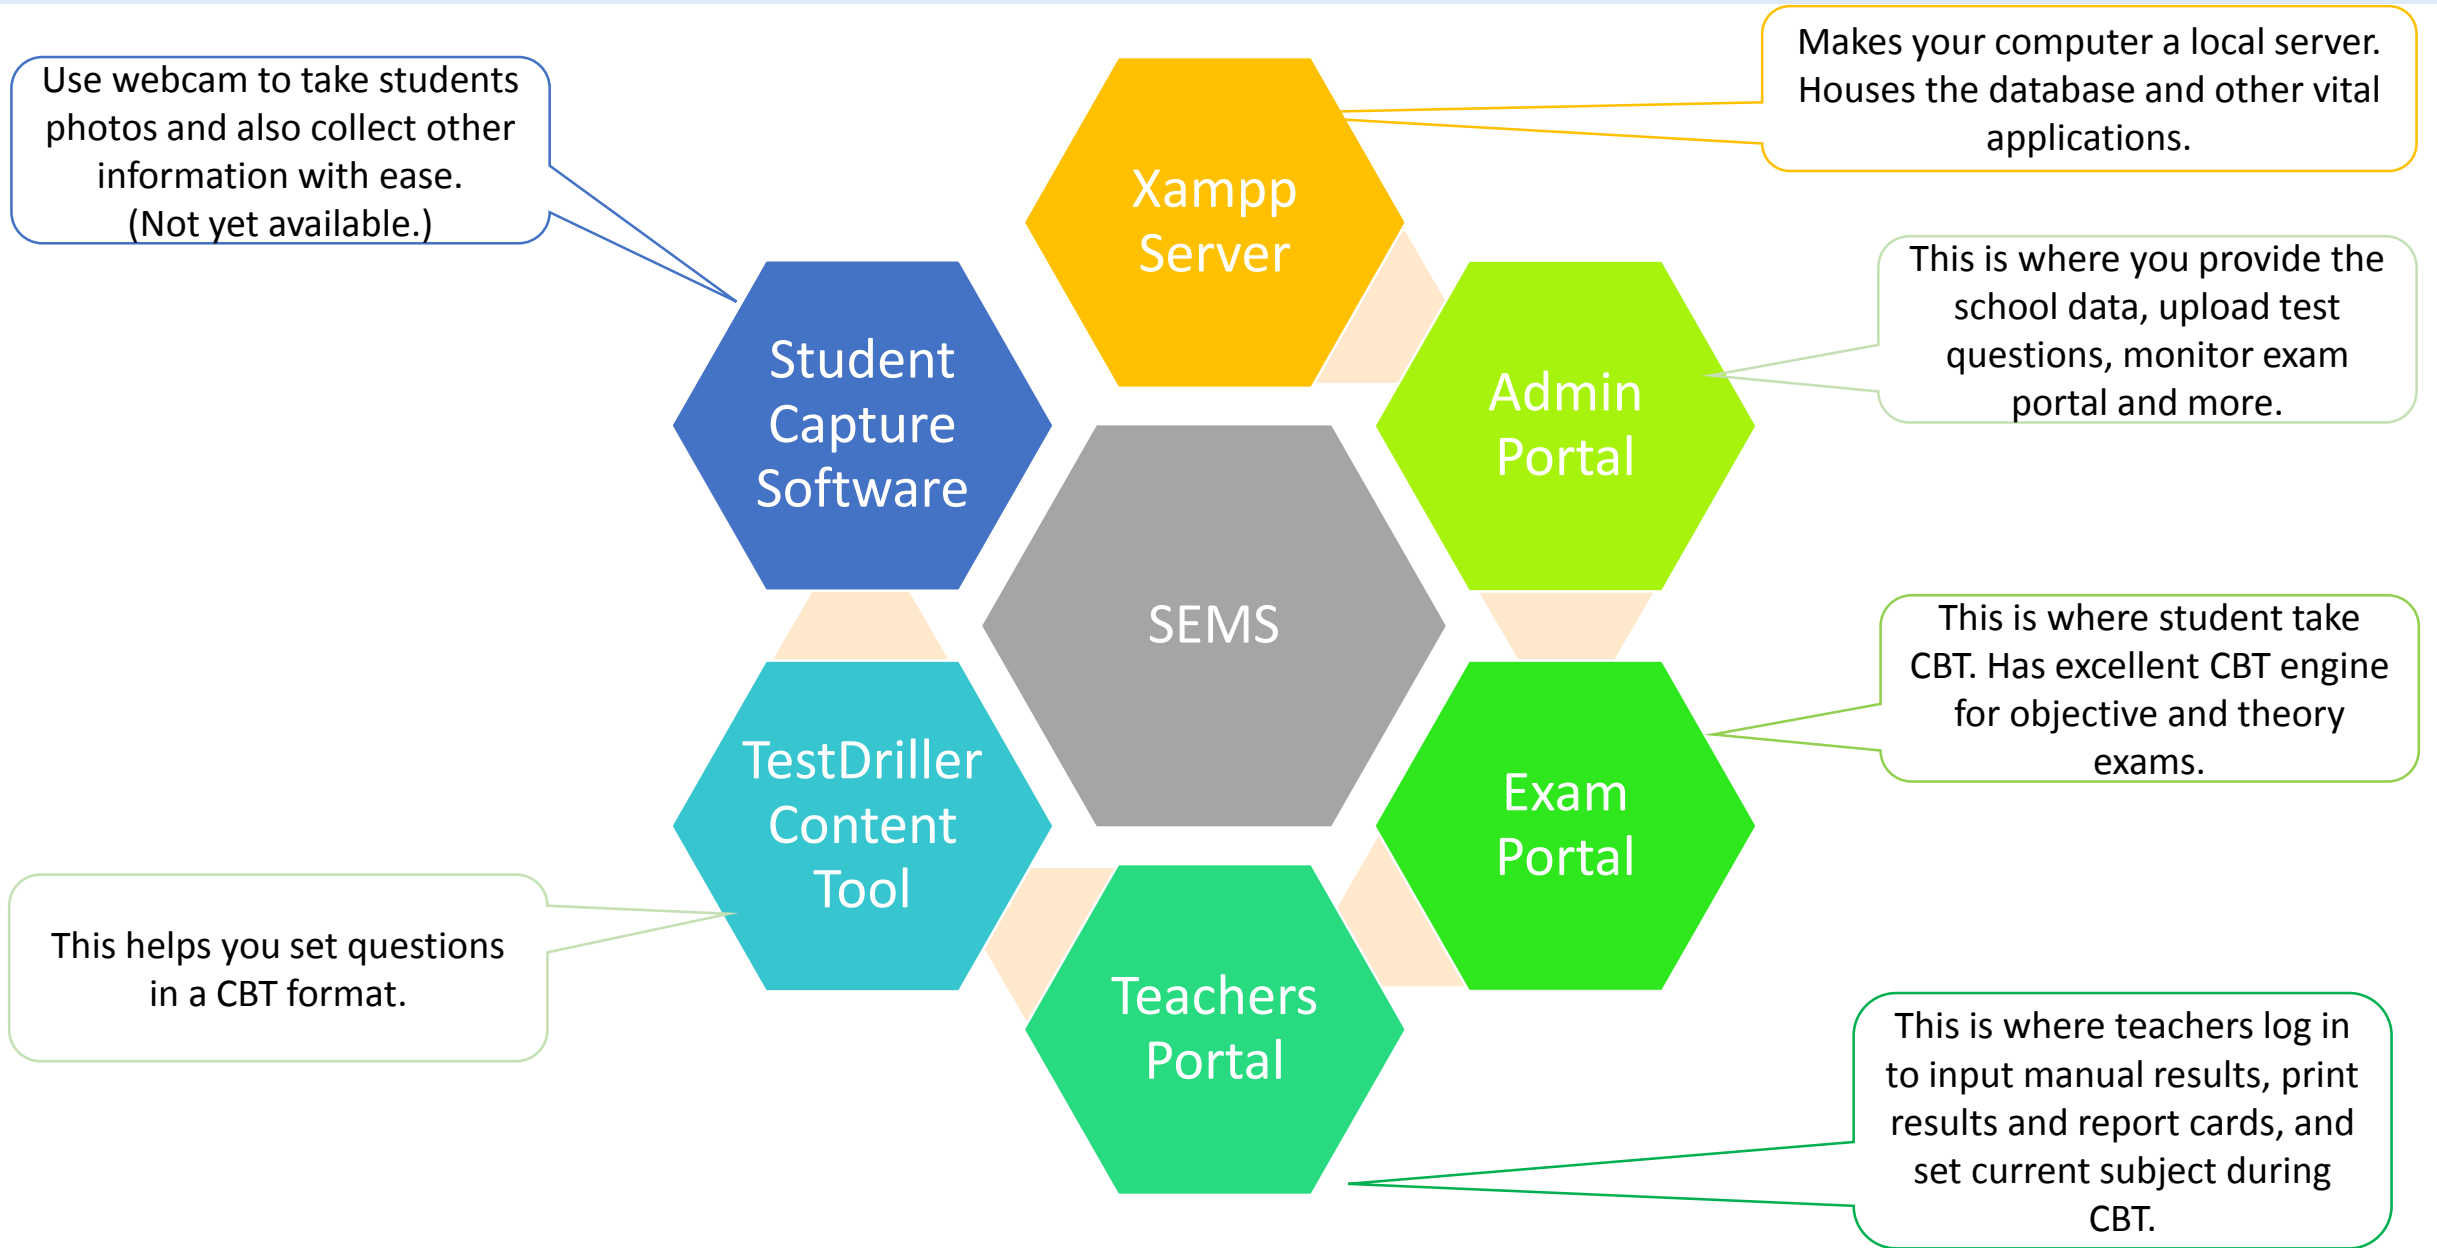 Use webcam to take students
photos and also collect other
information with ease.
(Not yet available.)
Makes your computer a local server.
Houses the database and other vital
applications.
Xampp
Server
This is where you provide the
school data, upload test
questions, monitor exam
portal and more.
Student
Capture
Software
Admin
Portal
SEMS
This is where student take
CBT. Has excellent CBT engine
for objective and theory
exams.
TestDriller
Content
Tool
Exam
Portal
This helps you set questions
in a CBT format.
Teachers
Portal
This is where teachers log in
to input manual results, print
results and report cards, and
set current subject during
CBT.